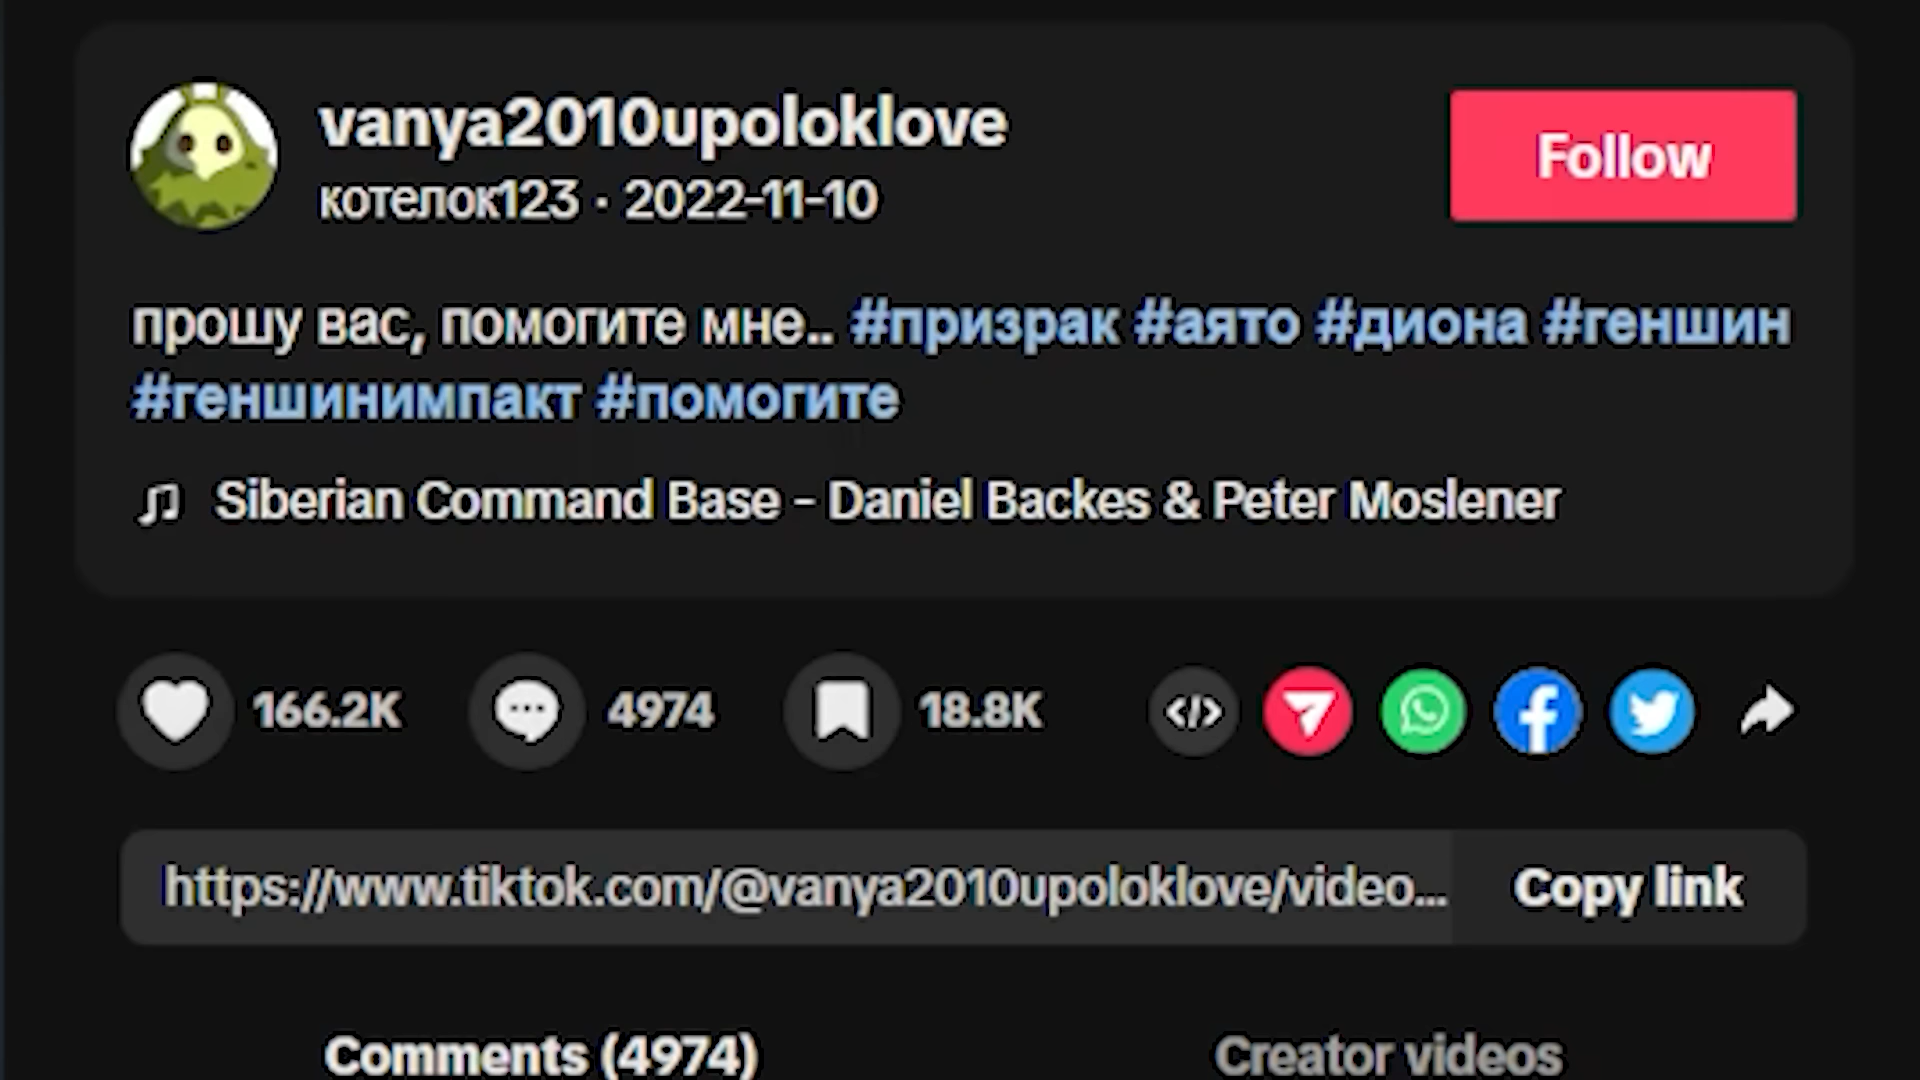 vanya2010upoloklove
котелок123 · 2022-11-10
Follow
прошу вас, помогите мне.. #призрак #аято #диона #геншин
#геншинимпакт #помогите
Siberian Command Base - Daniel Backes & Peter Moslener
166.2K
4974
18.8K
https://www.tiktok.com/@vanya2010upoloklove/video...
Copy link
Comments (4974)
Creator videos